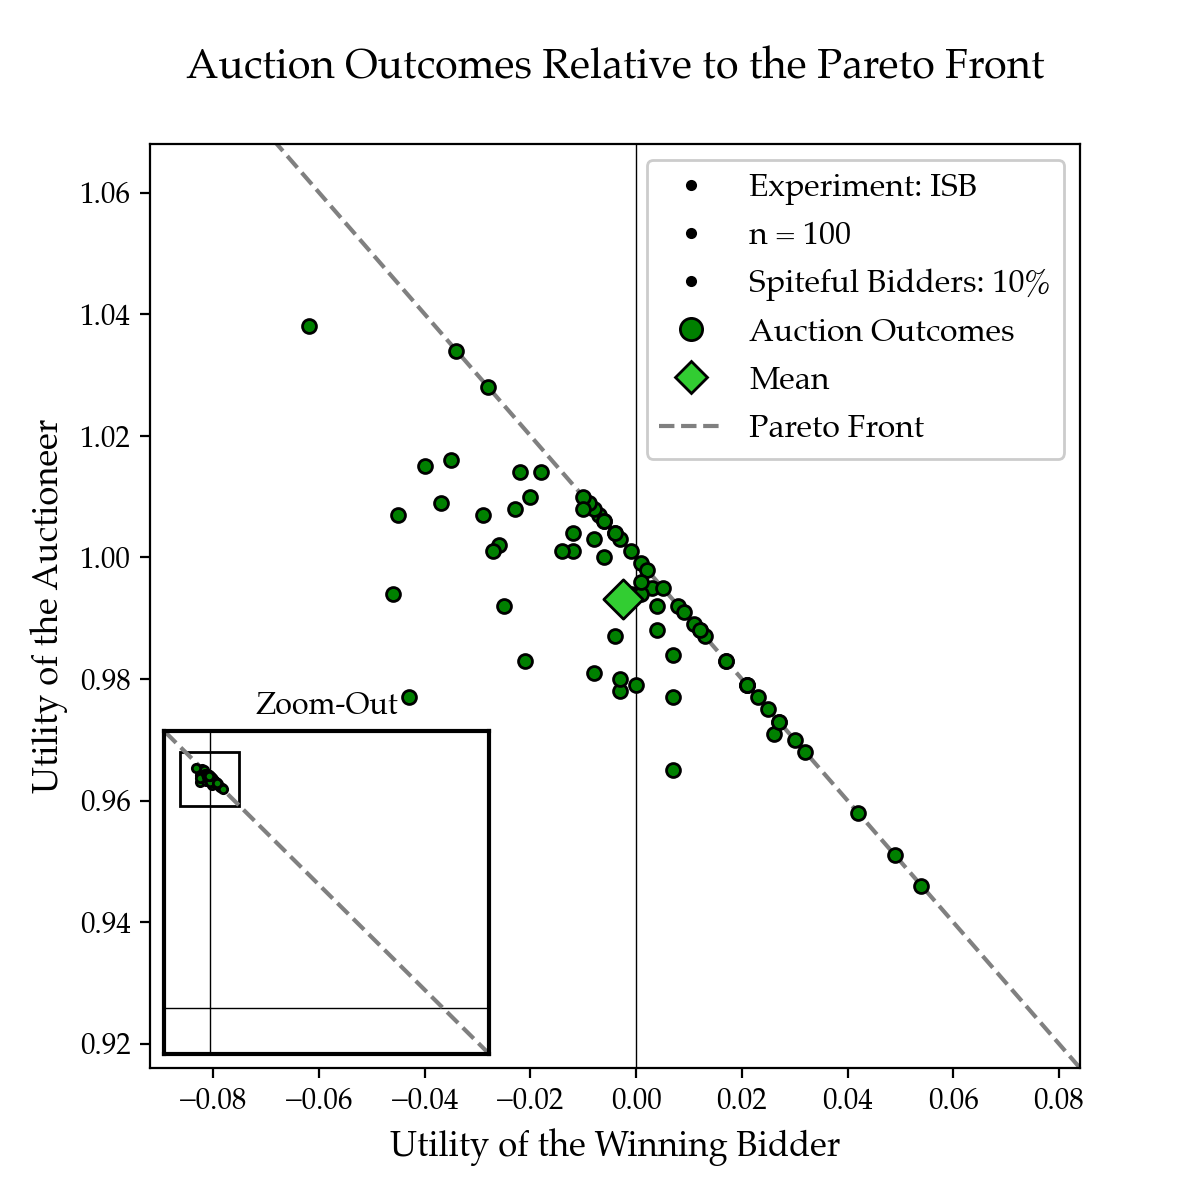 Auction Outcomes Relative to the Pareto Front
Experiment: ISB
n = 100
Spiteful Bidders: 10%
Auction Outcomes
Mean
Pareto Front
Utility of the Auctioneer
1.06
1.04
1.02
1.00
0.98
0.96
0.94
0.92
Zoom-Out
−0.08 −0.06 −0.04 −0.02 0.00 0.02 0.04 0.06 0.08
Utility of the Winning Bidder